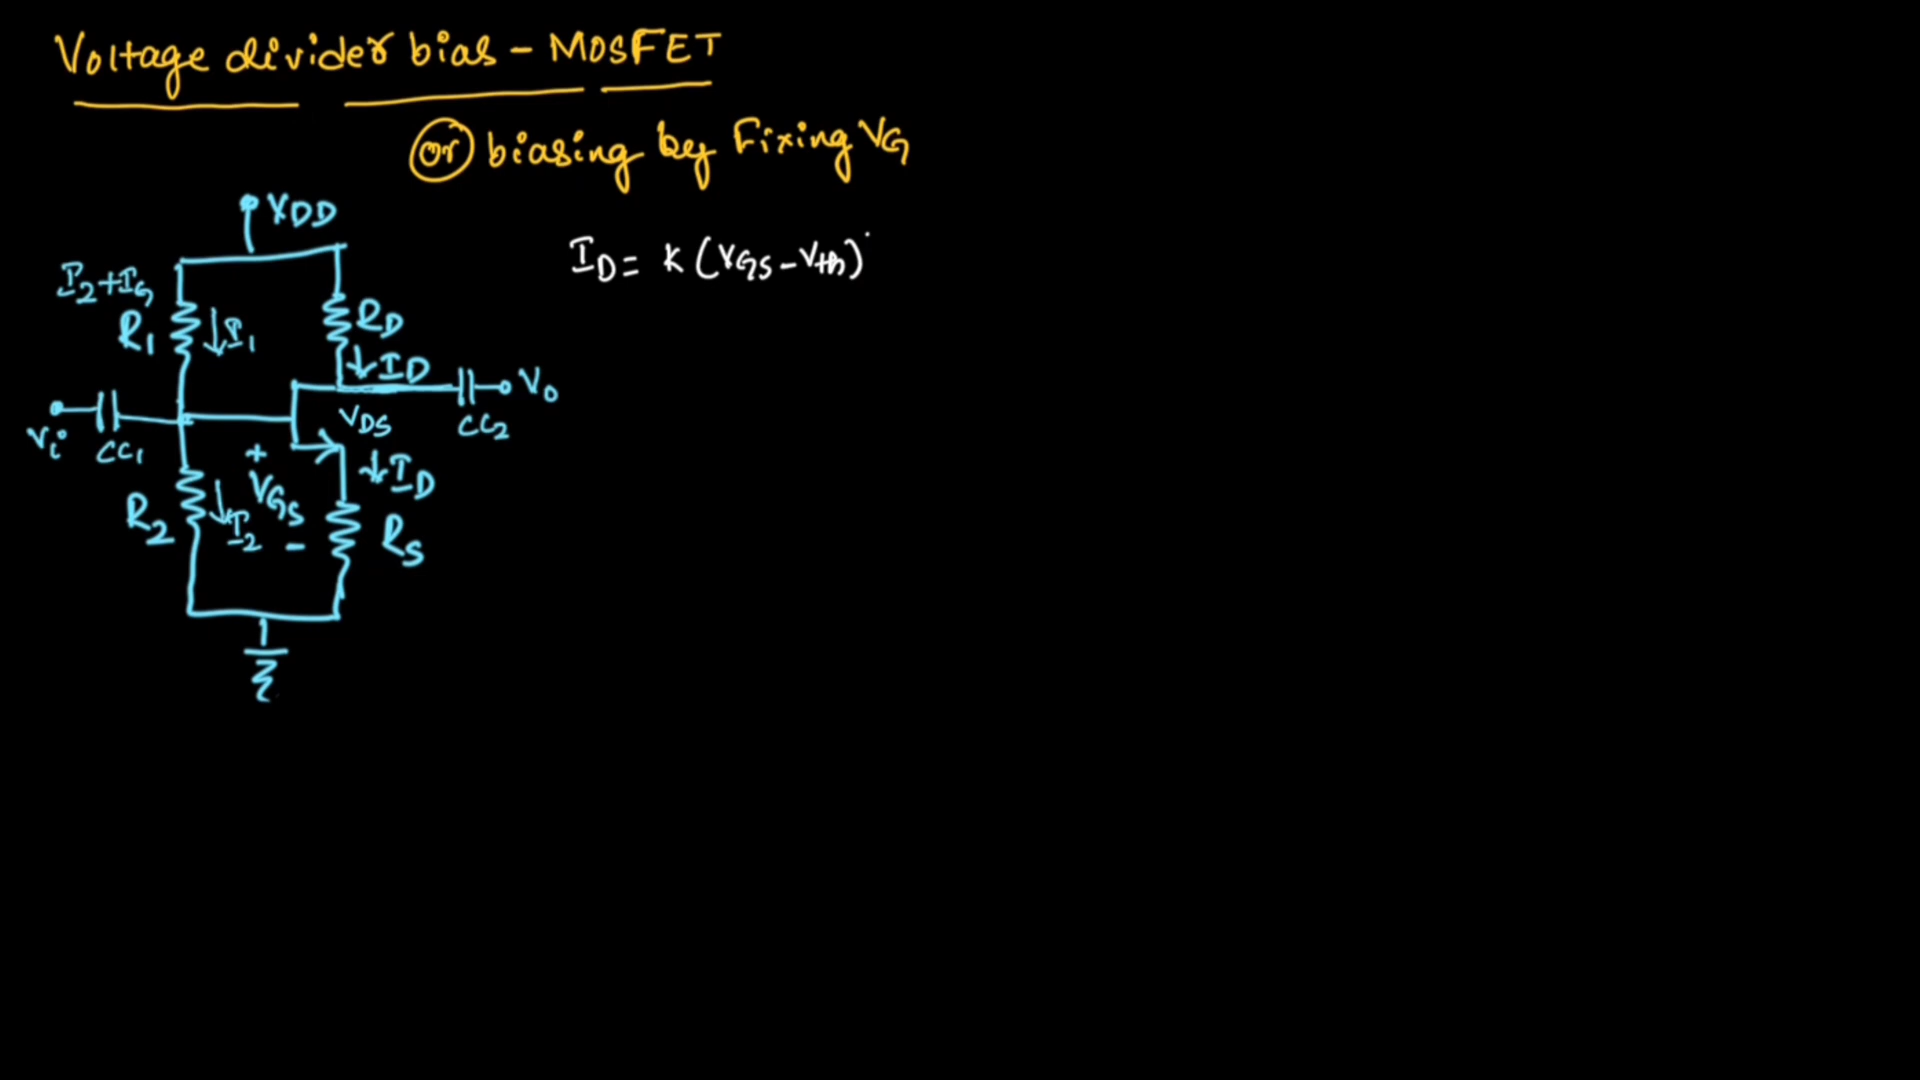 Voltage divider bias - MOSFET
or biasing by Fixing VG
VDD
ID = K (VGS - Vth)
I2+IG
R1 I1
RD
ID
Vo
VDS
CC2
Vi
CC1
+
VGS
-
ID
R2
I2
RS